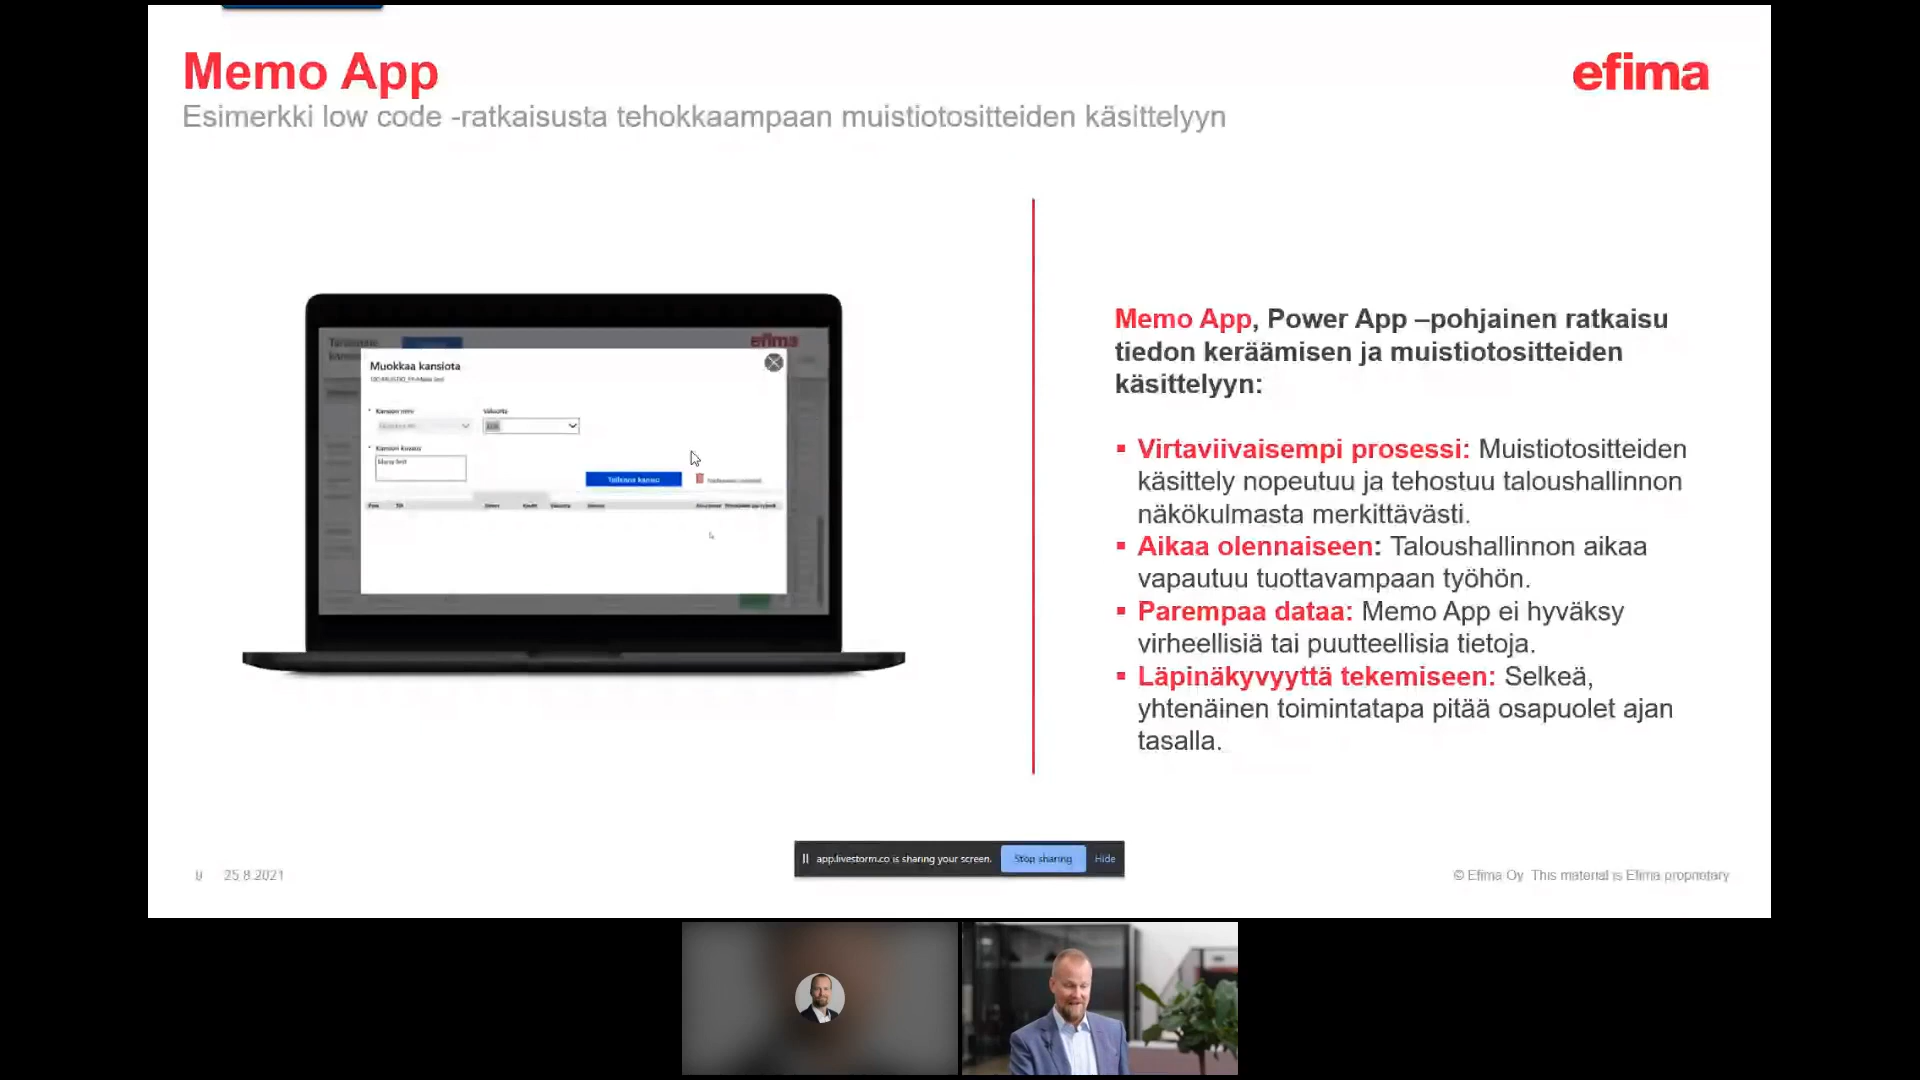 Memo App
efima
Esimerkki low code -ratkaisusta tehokkaampaan muistiotositteiden käsittelyyn
efima
Muokkaa kansiota
Kansion nimi
Valuutta
Kansion kuvaus
Tallenna kansio
Memo App, Power App –pohjainen ratkaisu
tiedon keräämisen ja muistiotositteiden
käsittelyyn:
▪ Virtaviivaisempi prosessi: Muistiotositteiden
käsittely nopeutuu ja tehostuu taloushallinnon
näkökulmasta merkittävästi.
▪ Aikaa olennaiseen: Taloushallinnon aikaa
vapautuu tuottavampaan työhön.
▪ Parempaa dataa: Memo App ei hyväksy
virheellisiä tai puutteellisia tietoja.
▪ Läpinäkyvyyttä tekemiseen: Selkeä,
yhtenäinen toimintatapa pitää osapuolet ajan
tasalla.
app.livestorm.co is sharing your screen.
Stop sharing
Hide
9 25.8.2021
© Efima Oy This material is Efima proprietary